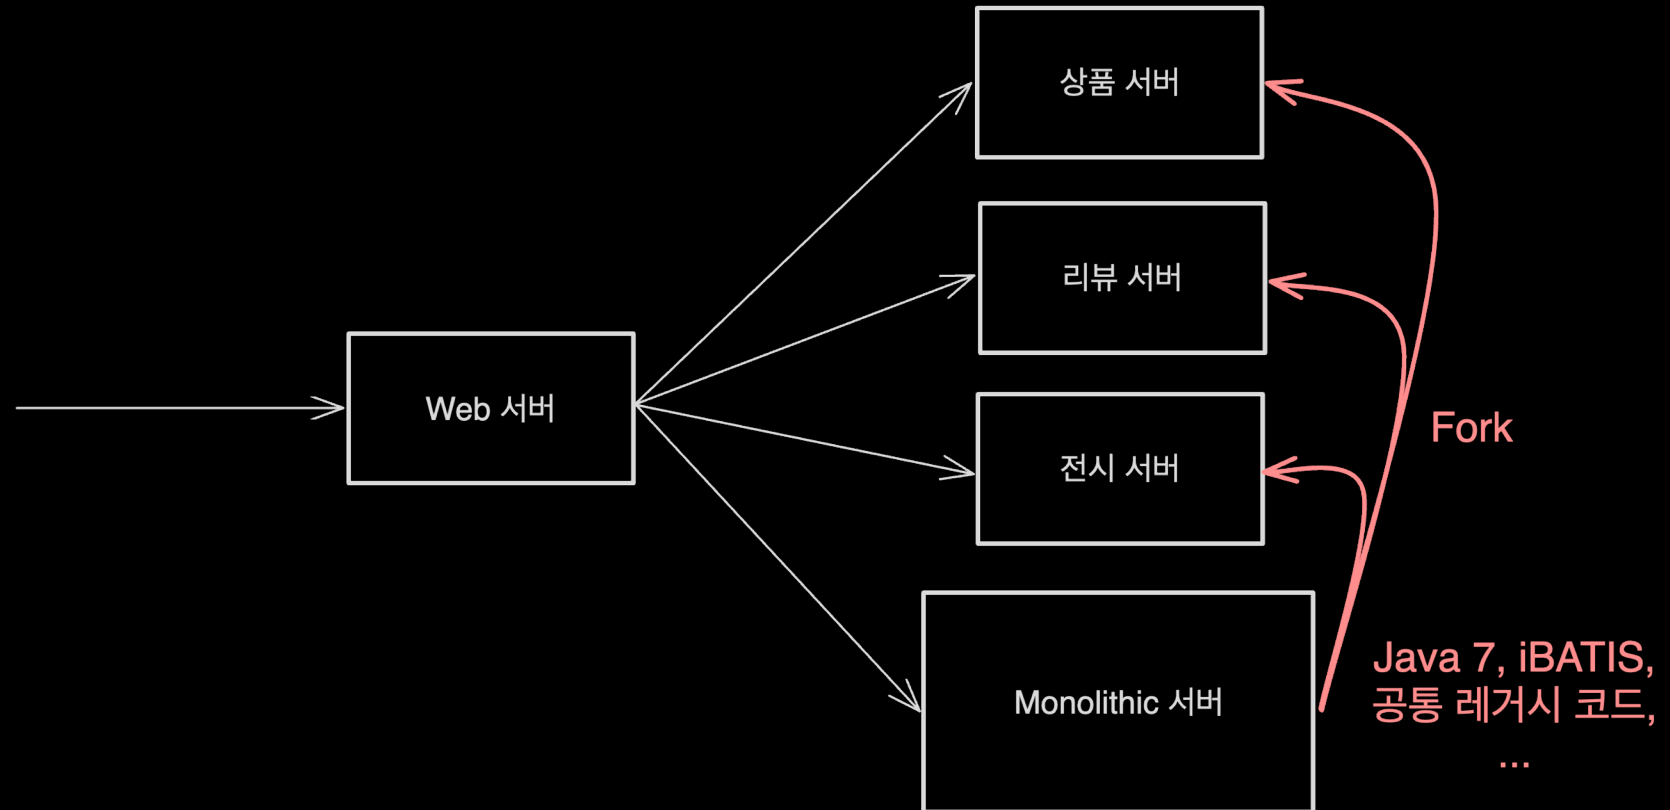 상품 서버
리뷰 서버
Web 서버
Fork
전시 서버
Monolithic 서버
Java 7, iBATIS,
공통 레거시 코드,
...